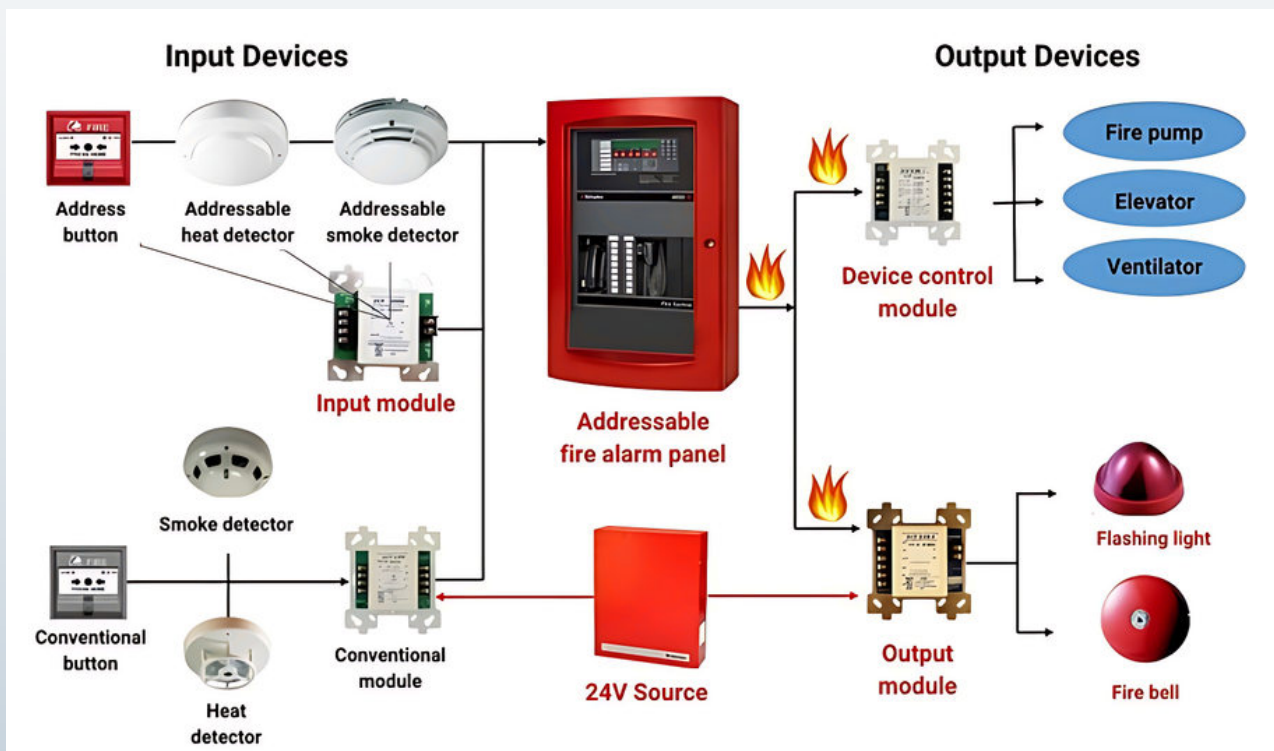 Input Devices
Output Devices
FIRE
Address
button
Addressable
heat detector
Addressable
smoke detector
Input module
Addressable
fire alarm panel
Device control
module
Fire pump
Elevator
Ventilator
Smoke detector
FIRE
Conventional
button
Heat
detector
Conventional
module
24V Source
Output
module
Flashing light
Fire bell